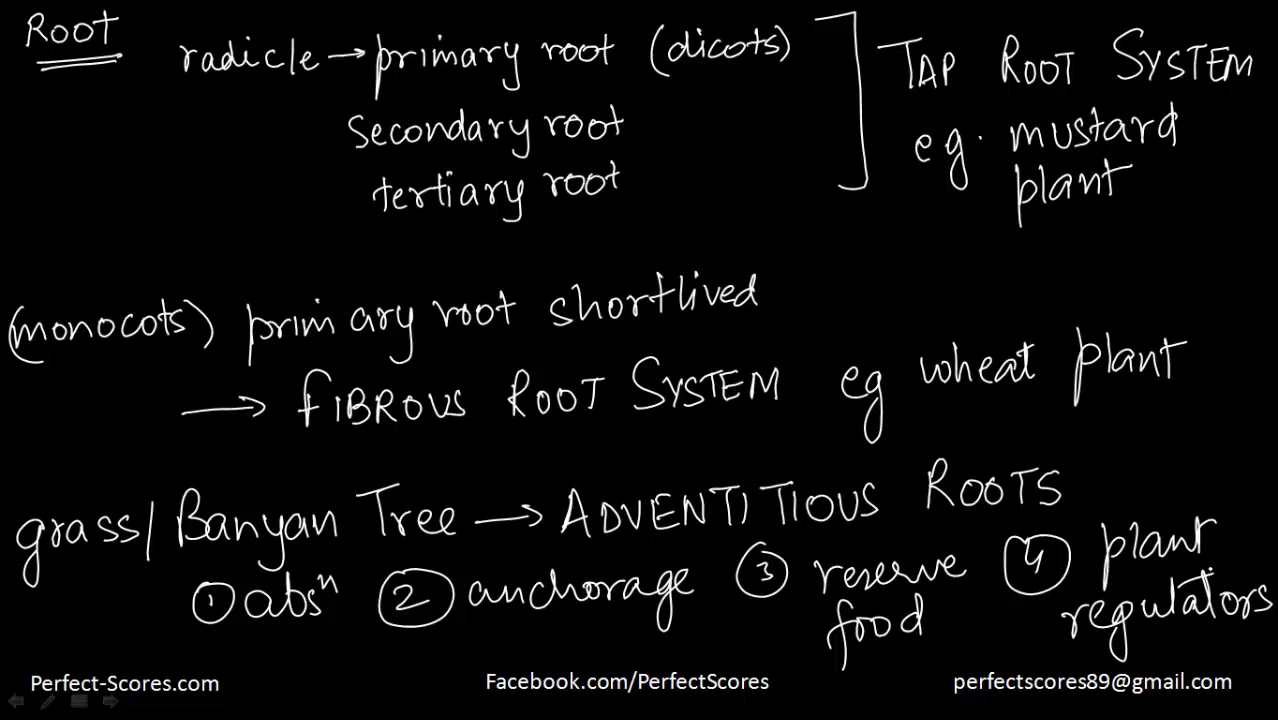 Root
radicle → primary root (dicots)
secondary root
tertiary root
TAP ROOT SYSTEM
eg. mustard
plant
(monocots) primary root shortlived
→ FIBROUS ROOT SYSTEM eg wheat plant
grass/Banyan Tree → ADVENTITIOUS ROOTS
① absⁿ ② anchorage ③ reserve food ④ plant regulators
Perfect-Scores.com
Facebook.com/PerfectScores
perfectscores89@gmail.com